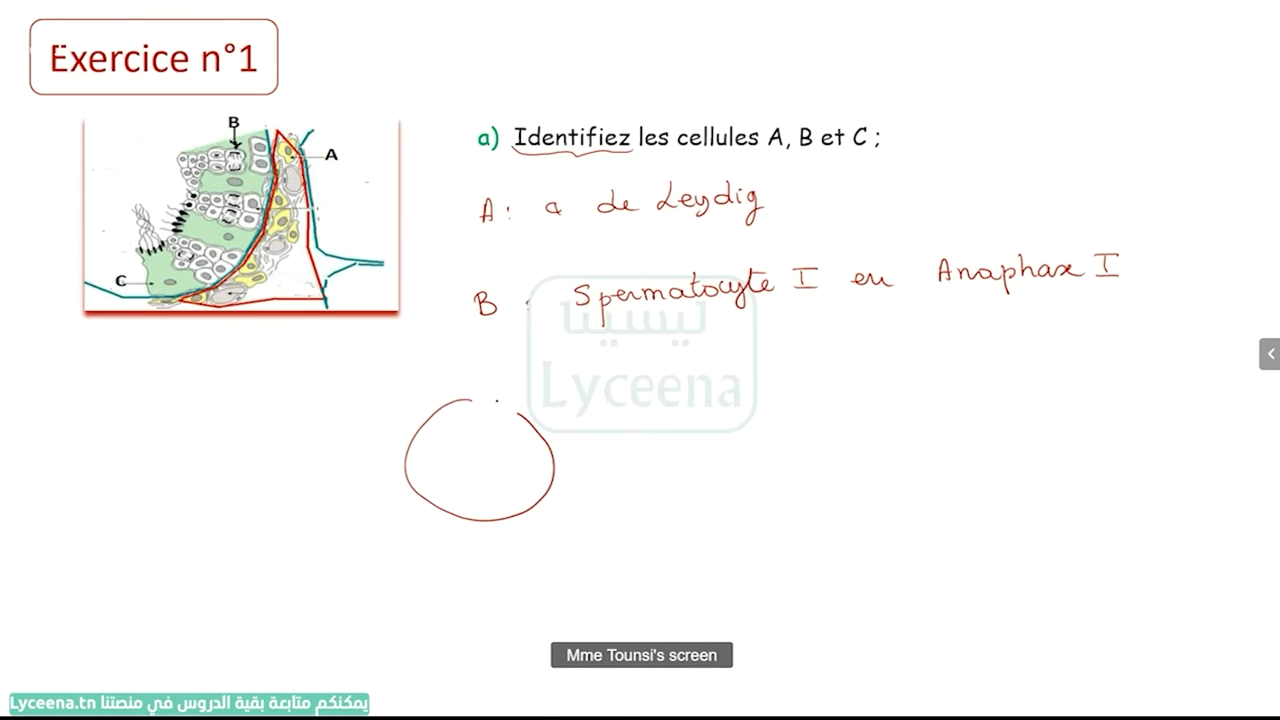 Exercice n°1
B
A
C
a) Identifiez les cellules A, B et C ;
A: de Leydig
B : Spermatocyte I en Anaphase I
ليسينا
Lyceena
Mme Tounsi's screen
يمكنكم متابعة بقية الدروس في منصتنا Lyceena.tn